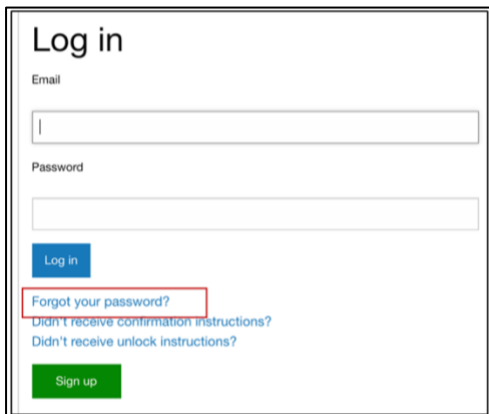 Log in
Email
Password
Log in
Forgot your password?
Didn't receive confirmation instructions?
Didn't receive unlock instructions?
Sign up